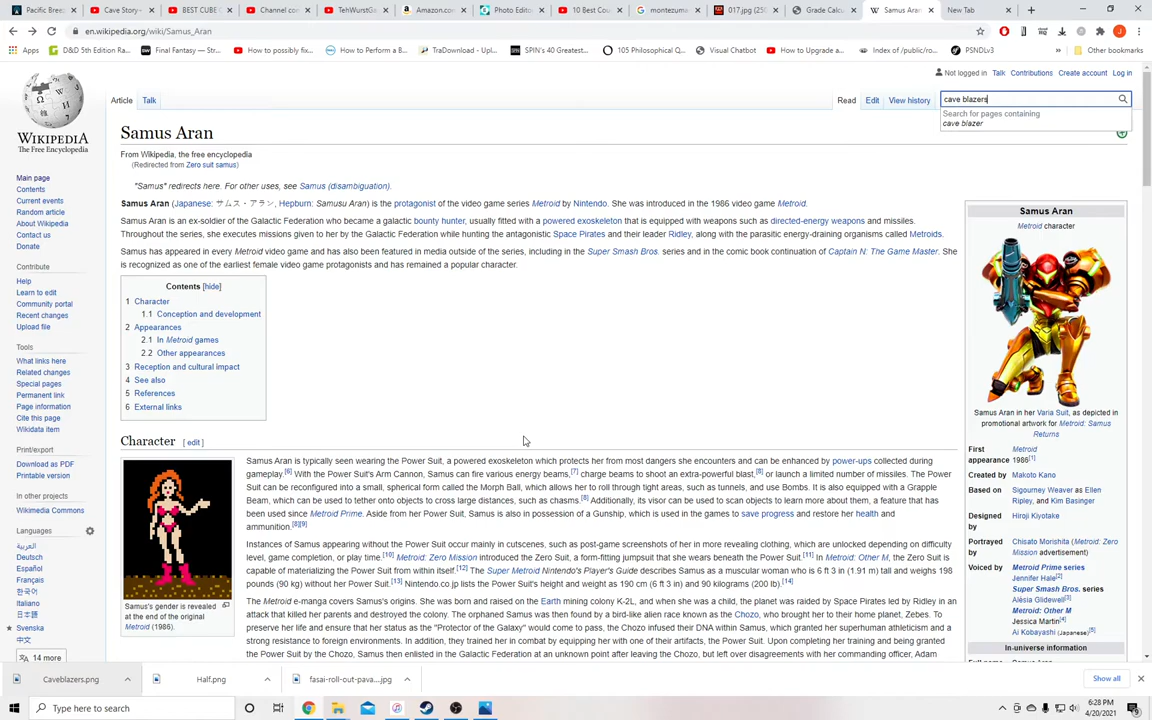 Pacific Breez
Cave Story+
BEST CUBE
Channel con
TehWurstGa
Amazon.com
Photo Editor
10 Best Cou
montezuma
017.jpg (250
Grade Calcu
Samus Aran
New Tab
en.wikipedia.org/wiki/Samus_Aran
Apps
D&D 5th Edition Ra...
Final Fantasy — Str...
How to possibly fix...
How to Perform a B...
TraDownload - Upl...
SPIN's 40 Greatest...
105 Philosophical Q...
Visual Chatbot
How to Upgrade a...
Index of /public/ro...
PSNDLv3
Other bookmarks
Not logged in Talk Contributions Create account Log in
Article Talk
Read Edit View history
cave blazers
Search for pages containing
cave blazer
WIKIPEDIA
The Free Encyclopedia
Main page
Contents
Current events
Random article
About Wikipedia
Contact us
Donate
Contribute
Help
Learn to edit
Community portal
Recent changes
Upload file
Tools
What links here
Related changes
Special pages
Permanent link
Page information
Cite this page
Wikidata item
Print/export
Download as PDF
Printable version
In other projects
Wikimedia Commons
Languages
العربية
Deutsch
Español
Français
한국어
Italiano
日本語
Svenska
中文
14 more
Samus Aran
From Wikipedia, the free encyclopedia
(Redirected from Zero suit samus)
"Samus" redirects here. For other uses, see Samus (disambiguation).
Samus Aran (Japanese: サムス・アラン, Hepburn: Samusu Aran) is the protagonist of the video game series Metroid by Nintendo. She was introduced in the 1986 video game Metroid.
Samus Aran is an ex-soldier of the Galactic Federation who became a galactic bounty hunter, usually fitted with a powered exoskeleton that is equipped with weapons such as directed-energy weapons and missiles.
Throughout the series, she executes missions given to her by the Galactic Federation while hunting the antagonistic Space Pirates and their leader Ridley, along with the parasitic energy-draining organisms called Metroids.
Samus has appeared in every Metroid video game and has also been featured in media outside of the series, including in the Super Smash Bros. series and in the comic book continuation of Captain N: The Game Master. She
is recognized as one of the earliest female video game protagonists and has remained a popular character.
Contents [hide]
1 Character
1.1 Conception and development
2 Appearances
2.1 In Metroid games
2.2 Other appearances
3 Reception and cultural impact
4 See also
5 References
6 External links
Character [ edit ]
Samus's gender is revealed
at the end of the original
Metroid (1986).
Samus Aran is typically seen wearing the Power Suit, a powered exoskeleton which protects her from most dangers she encounters and can be enhanced by power-ups collected during
gameplay.[6] With the Power Suit's Arm Cannon, Samus can fire various energy beams,[7] charge beams to shoot an extra-powerful blast,[8] or launch a limited number of missiles. The Power
Suit can be reconfigured into a small, spherical form called the Morph Ball, which allows her to roll through tight areas, such as tunnels, and use Bombs. It is also equipped with a Grapple
Beam, which can be used to tether onto objects to cross large distances, such as chasms.[8] Additionally, its visor can be used to scan objects to learn more about them, a feature that has
been used since Metroid Prime. Aside from her Power Suit, Samus is also in possession of a Gunship, which is used in the games to save progress and restore her health and
ammunition.[8][9]
Instances of Samus appearing without the Power Suit occur mainly in cutscenes, such as post-game screenshots of her in more revealing clothing, which are unlocked depending on difficulty
level, game completion, or play time.[10] Metroid: Zero Mission introduced the Zero Suit, a form-fitting jumpsuit that she wears beneath the Power Suit.[11] In Metroid: Other M, the Zero Suit is
capable of materializing the Power Suit from within itself.[12] The Super Metroid Nintendo's Player's Guide describes Samus as a muscular woman who is 6 ft 3 in (1.91 m) tall and weighs 198
pounds (90 kg) without her Power Suit.[13] Nintendo.co.jp lists the Power Suit's height and weight as 190 cm (6 ft 3 in) and 90 kilograms (200 lb).[14]
The Metroid e-manga covers Samus's origins. She was born and raised on the Earth mining colony K-2L, and when she was a child, the planet was raided by Space Pirates led by Ridley in an
attack that killed her parents and destroyed the colony. The orphaned Samus was then found by a bird-like alien race known as the Chozo, who brought her to their home planet, Zebes. To
preserve her life and ensure that her status as the "Protector of the Galaxy" would come to pass, the Chozo infused their DNA within Samus, which granted her superhuman athleticism and a
strong resistance to foreign environments. In addition, they trained her in combat by equipping her with one of their artifacts, the Power Suit. Upon completing her training and being granted
the Power Suit by the Chozo, Samus then enlisted in the Galactic Federation at an unknown point after leaving the Chozo, but left over disagreements with her commanding officer, Adam
Samus Aran
Metroid character
Samus Aran in her Varia Suit, as depicted in
promotional artwork for Metroid: Samus
Returns
First appearance
Metroid
1986[1]
Created by Makoto Kano
Based on Sigourney Weaver as Ellen
Ripley, and Kim Basinger
Designed by
Hiroji Kiyotake
Portrayed by
Chisato Morishita (Metroid: Zero
Mission advertisement)
Voiced by Metroid Prime series
Jennifer Hale[2]
Super Smash Bros. series
Alésia Glidewell[3]
Metroid: Other M
Jessica Martin[4]
Ai Kobayashi (Japanese)[5]
In-universe information
Full name Samus Aran
Caveblazers.png
Half.png
fasai-roll-out-pava....jpg
Show all
Type here to search
6:28 PM
4/20/2021